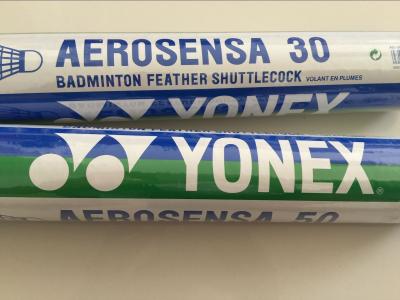 AEROSENSA 30
BADMINTON FEATHER SHUTTLECOCK VOLANT EN PLUMES
YONEX
YONEX®
AEROSENSA 50